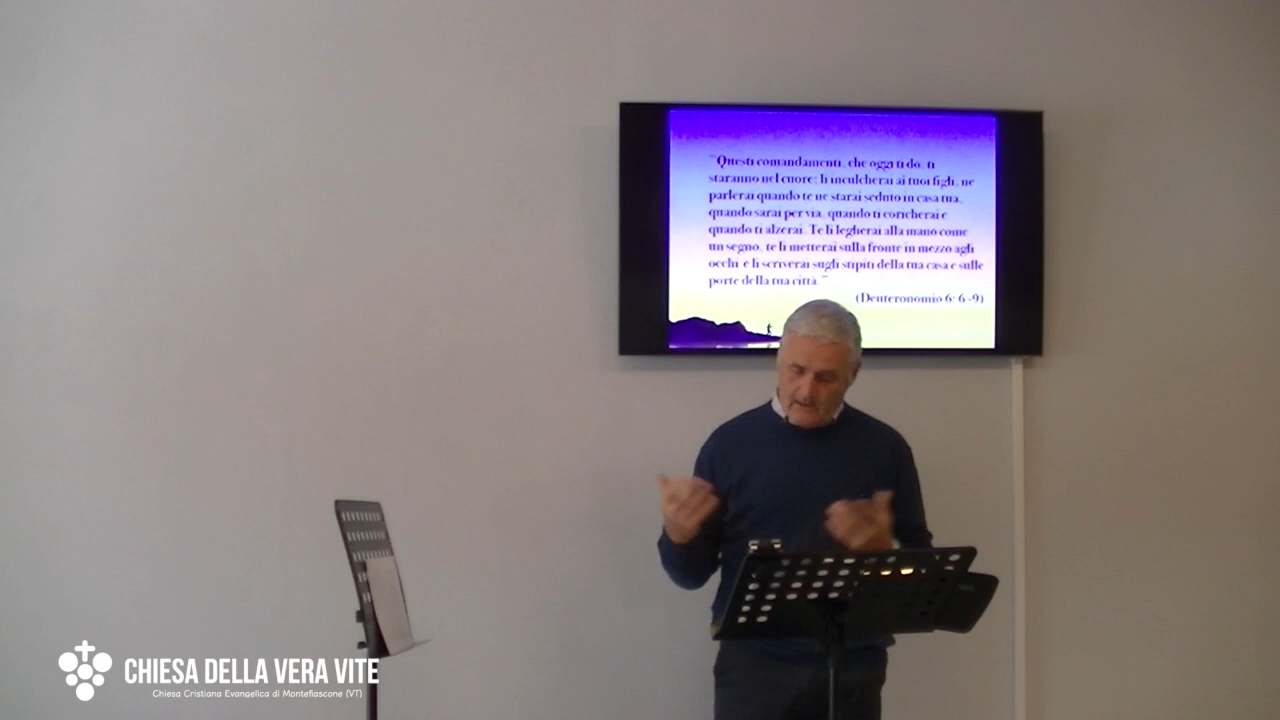 "Questi comandamenti, che oggi ti do, ti
staranno nel cuore; li inculcherai ai tuoi figli, ne
parlerai quando te ne starai seduto in casa tua,
quando sarai per via, quando ti coricherai e
quando ti alzerai. Te li legherai alla mano come
un segno, te li metterai sulla fronte in mezzo agli
occhi e li scriverai sugli stipiti della tua casa e sulle
porte della tua città."
(Deuteronomio 6: 6-9)
CHIESA DELLA VERA VITE
Chiesa Cristiana Evangelica di Montefiascone (VT)